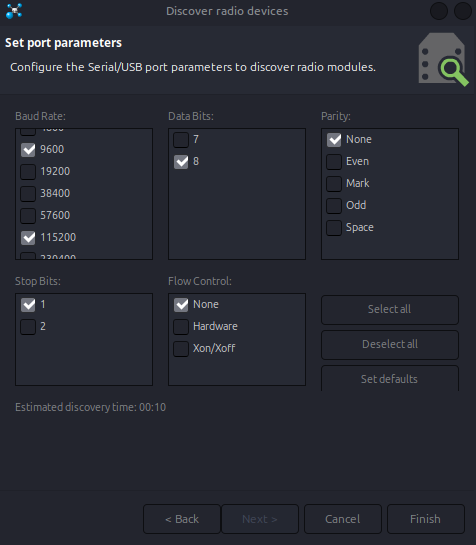 Discover radio devices
Set port parameters
Configure the Serial/USB port parameters to discover radio modules.
Baud Rate:
9600
19200
38400
57600
115200
230400
Data Bits:
7
8
Parity:
None
Even
Mark
Odd
Space
Stop Bits:
1
2
Flow Control:
None
Hardware
Xon/Xoff
Select all
Deselect all
Set defaults
Estimated discovery time: 00:10
< Back
Next >
Cancel
Finish